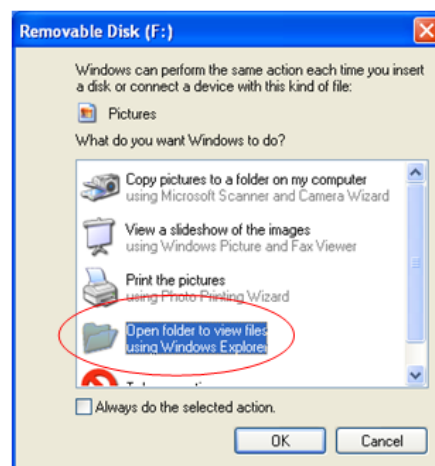 Removable Disk (F:)
Windows can perform the same action each time you insert
a disk or connect a device with this kind of file:
Pictures
What do you want Windows to do?
Copy pictures to a folder on my computer
using Microsoft Scanner and Camera Wizard
View a slideshow of the images
using Windows Picture and Fax Viewer
Print the pictures
using Photo Printing Wizard
Open folder to view files
using Windows Explorer
Always do the selected action.
OK
Cancel